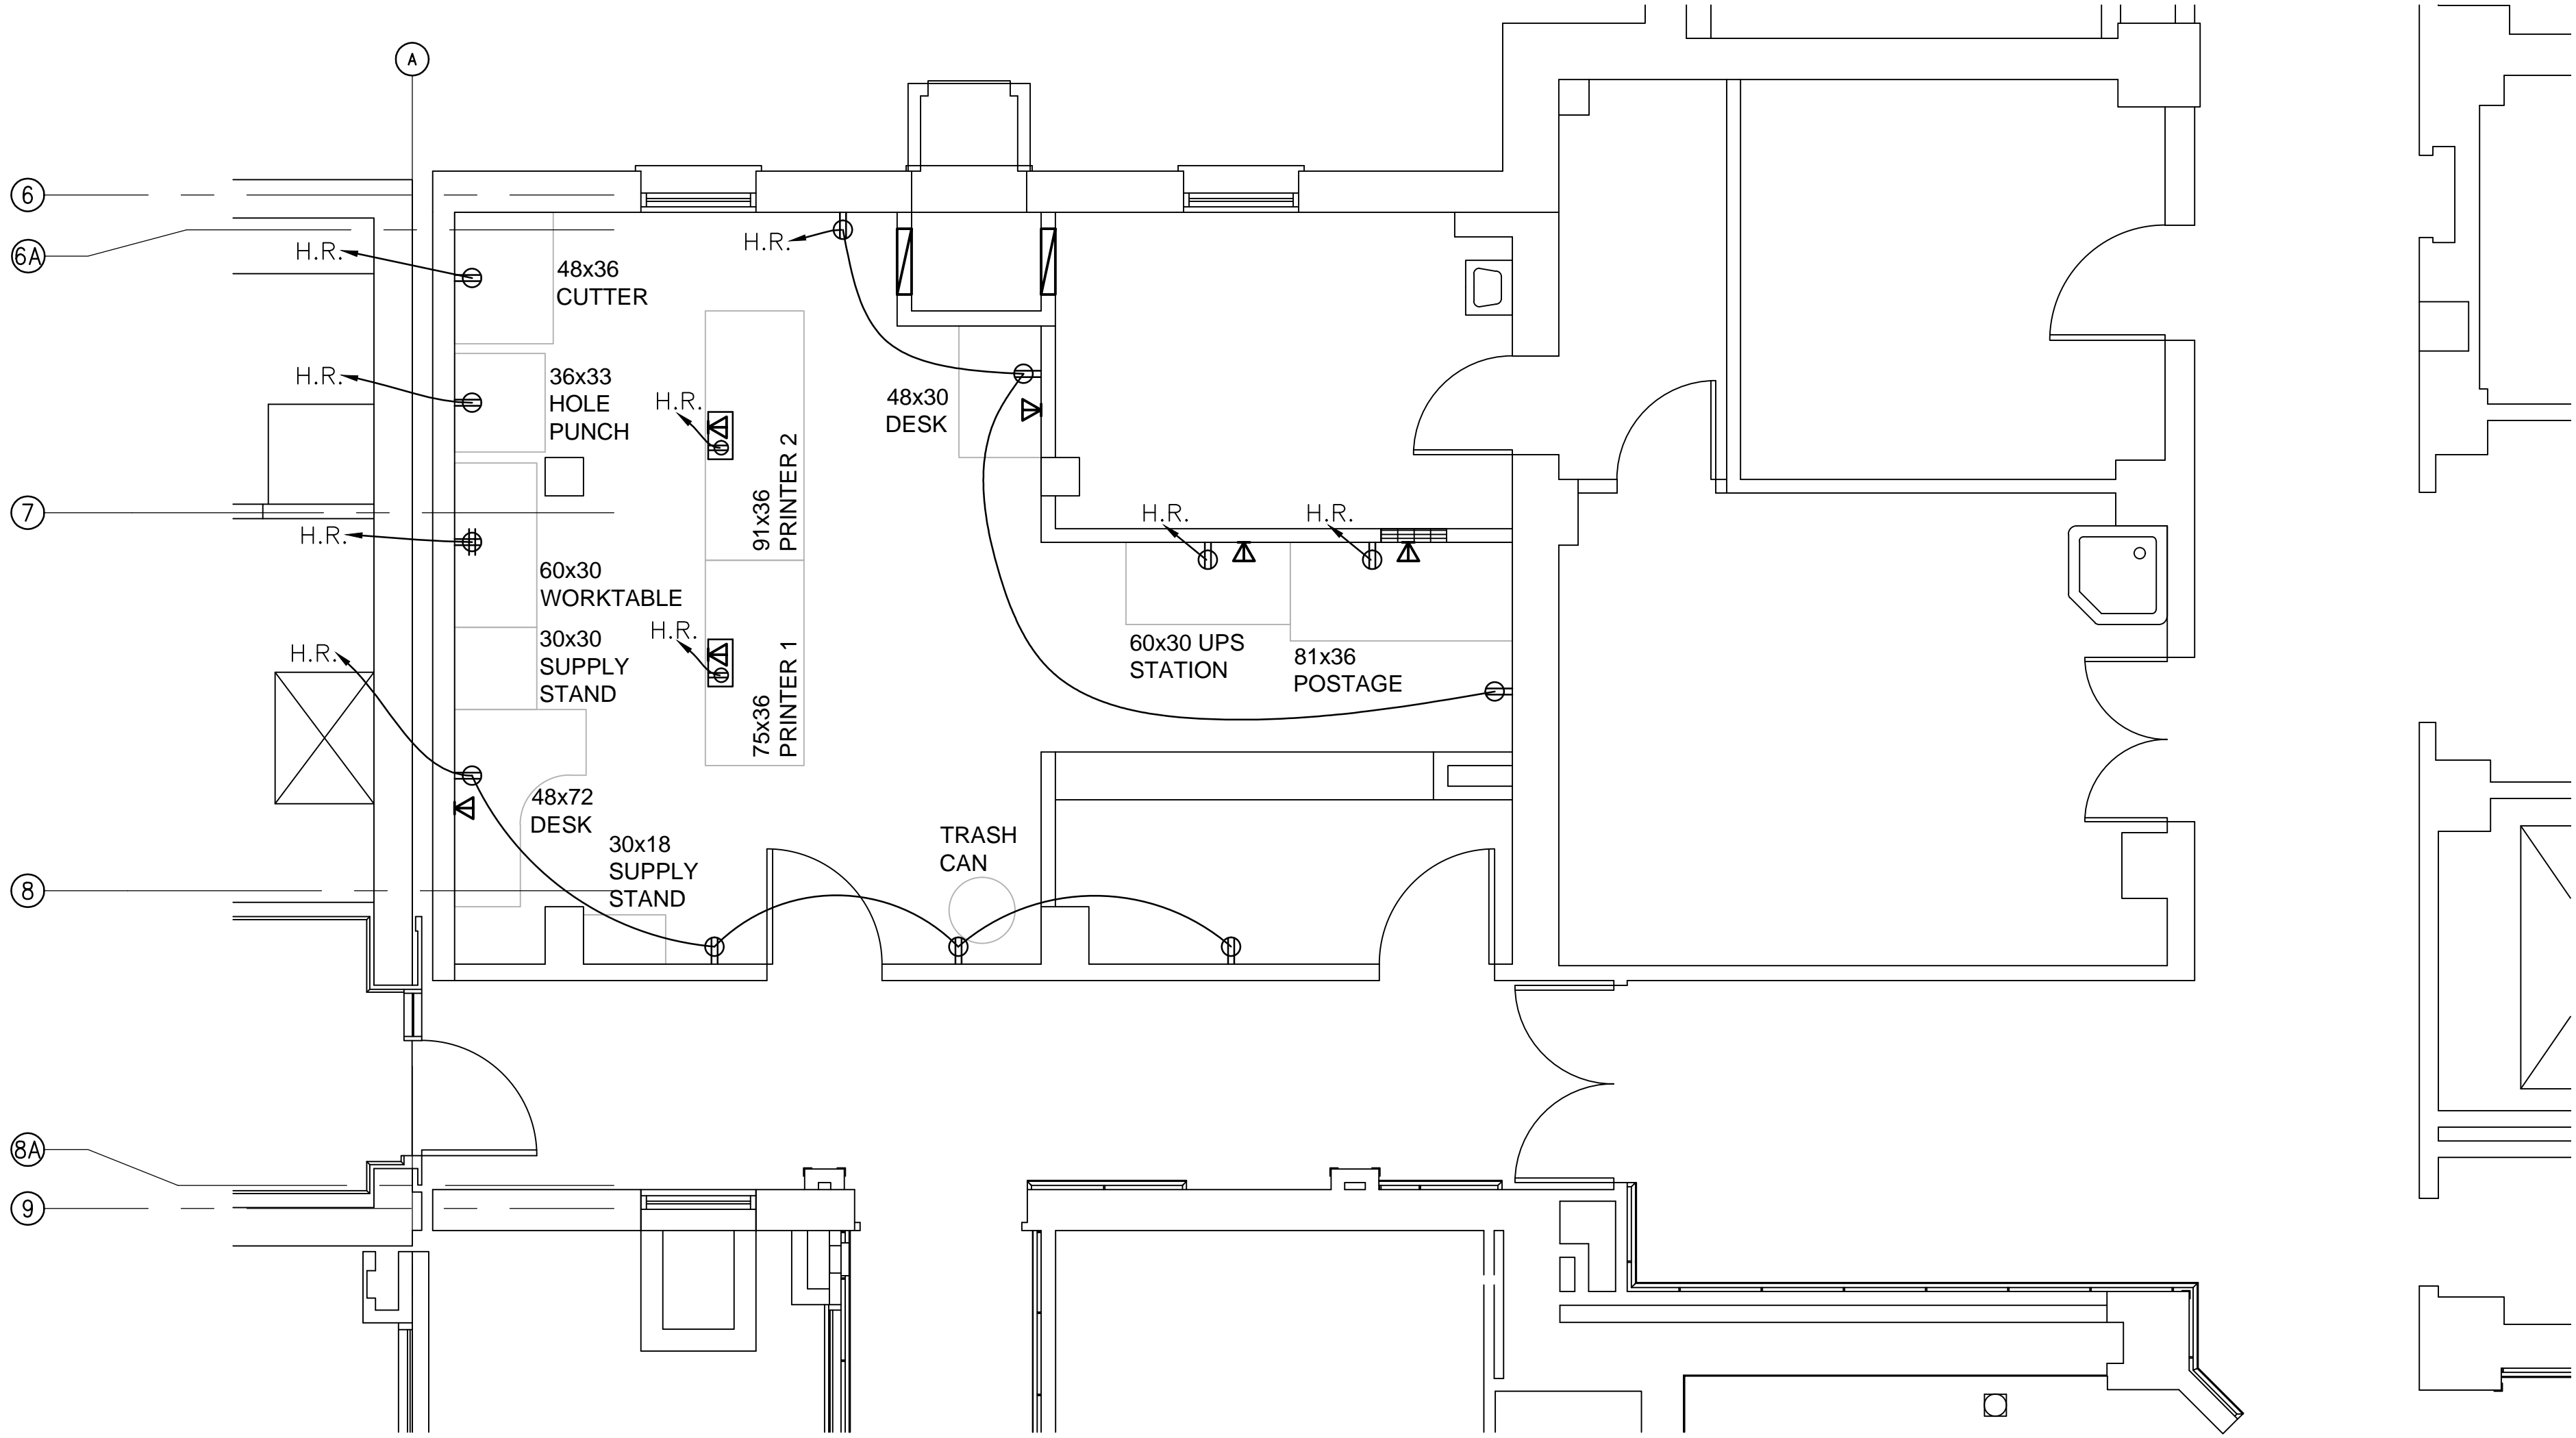 A
6
6A
7
8
8A
9
H.R.
H.R.
48x36
CUTTER
H.R.
36x33
HOLE
PUNCH
H.R.
48x30
DESK
H.R.
91x36
PRINTER 2
H.R.
60x30
WORKTABLE
H.R.
H.R.
30x30
SUPPLY
STAND
H.R.
75x36
PRINTER 1
60x30 UPS
STATION
81x36
POSTAGE
H.R.
48x72
DESK
30x18
SUPPLY
STAND
TRASH
CAN